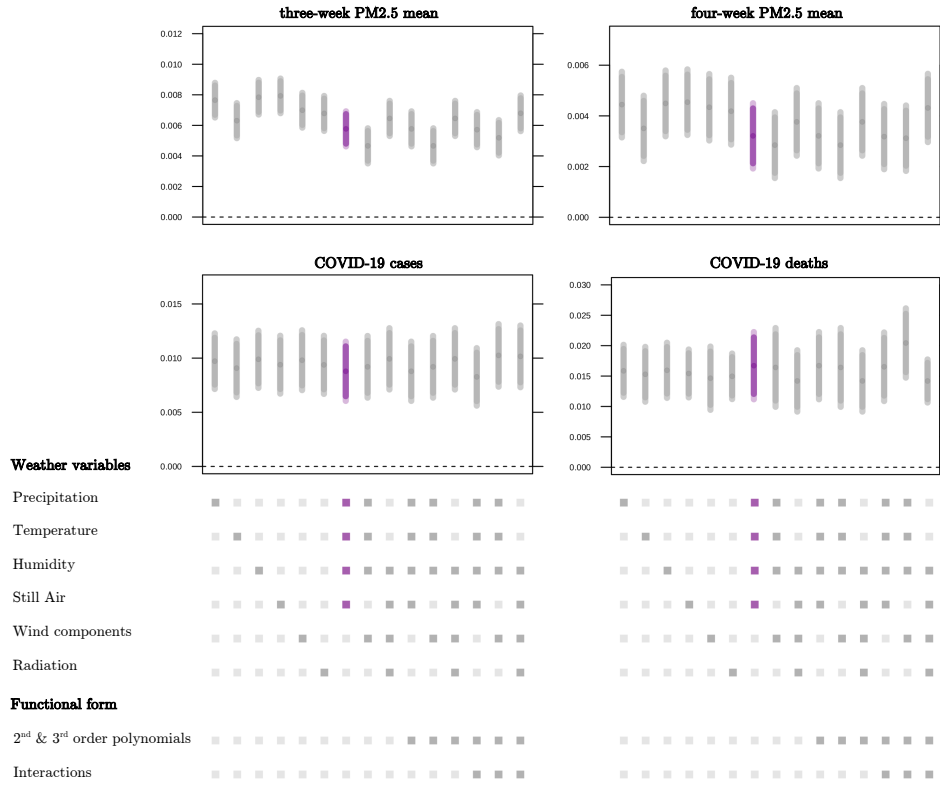 three-week PM2.5 mean
four-week PM2.5 mean
0.012
0.010
0.008
0.006
0.004
0.002
0.000
0.006
0.004
0.002
0.000
COVID-19 cases
COVID-19 deaths
0.015
0.010
0.005
0.000
0.030
0.025
0.020
0.015
0.010
0.005
0.000
Weather variables
Precipitation
Temperature
Humidity
Still Air
Wind components
Radiation
Functional form
2nd & 3rd order polynomials
Interactions